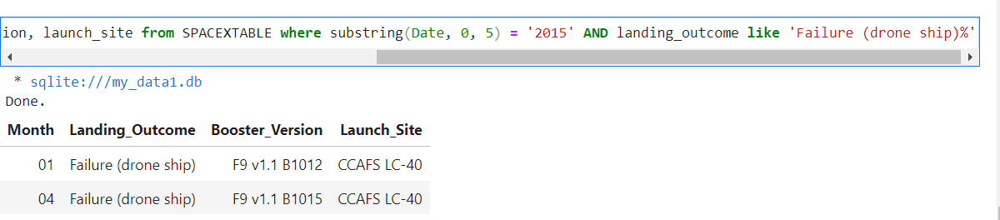 ion, launch_site from SPACEXTABLE where substring(Date, 0, 5) = '2015' AND landing_outcome like 'Failure (drone ship)%'
* sqlite:///my_data1.db
Done.
Month Landing_Outcome Booster_Version Launch_Site
01 Failure (drone ship) F9 v1.1 B1012 CCAFS LC-40
04 Failure (drone ship) F9 v1.1 B1015 CCAFS LC-40